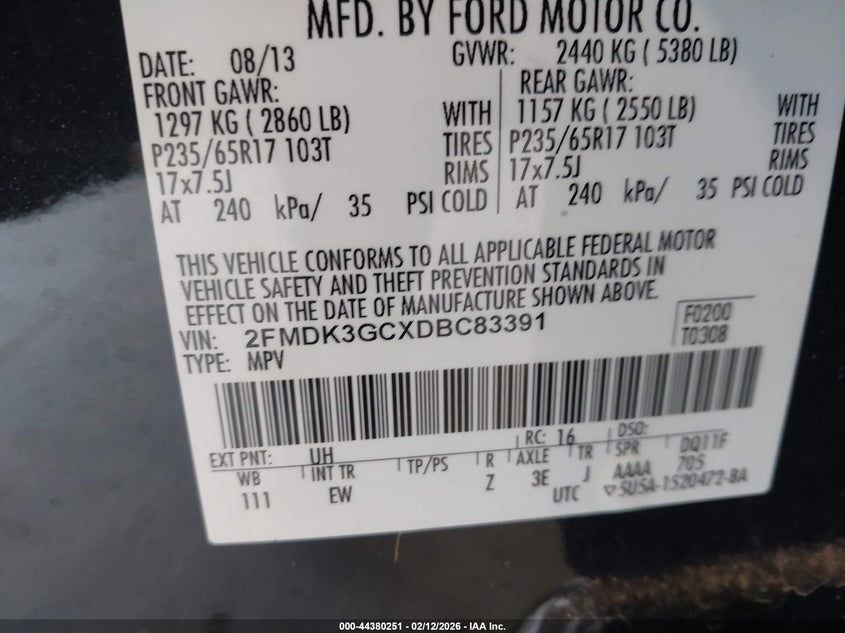 MFD. BY FORD MOTOR CO.
DATE: 08/13 GVWR: 2440 KG ( 5380 LB)
FRONT GAWR: REAR GAWR:
1297 KG ( 2860 LB) WITH 1157 KG ( 2550 LB) WITH
P235/65R17 103T TIRES P235/65R17 103T TIRES
17x7.5J RIMS 17x7.5J RIMS
AT 240 kPa/ 35 PSI COLD AT 240 kPa/ 35 PSI COLD
THIS VEHICLE CONFORMS TO ALL APPLICABLE FEDERAL MOTOR
VEHICLE SAFETY AND THEFT PREVENTION STANDARDS IN
EFFECT ON THE DATE OF MANUFACTURE SHOWN ABOVE.
VIN: 2FMDK3GCXDBC83391 F0200
TYPE: MPV T0308
EXT PNT: UH RC: 16 DSO:
WB INT TR TP/PS R AXLE TR SPR DQ11F
111 EW Z 3E J AAAA 705
UTC ▽5U5A-1520472-BA
000-44380251 - 02/12/2026 - IAA Inc.